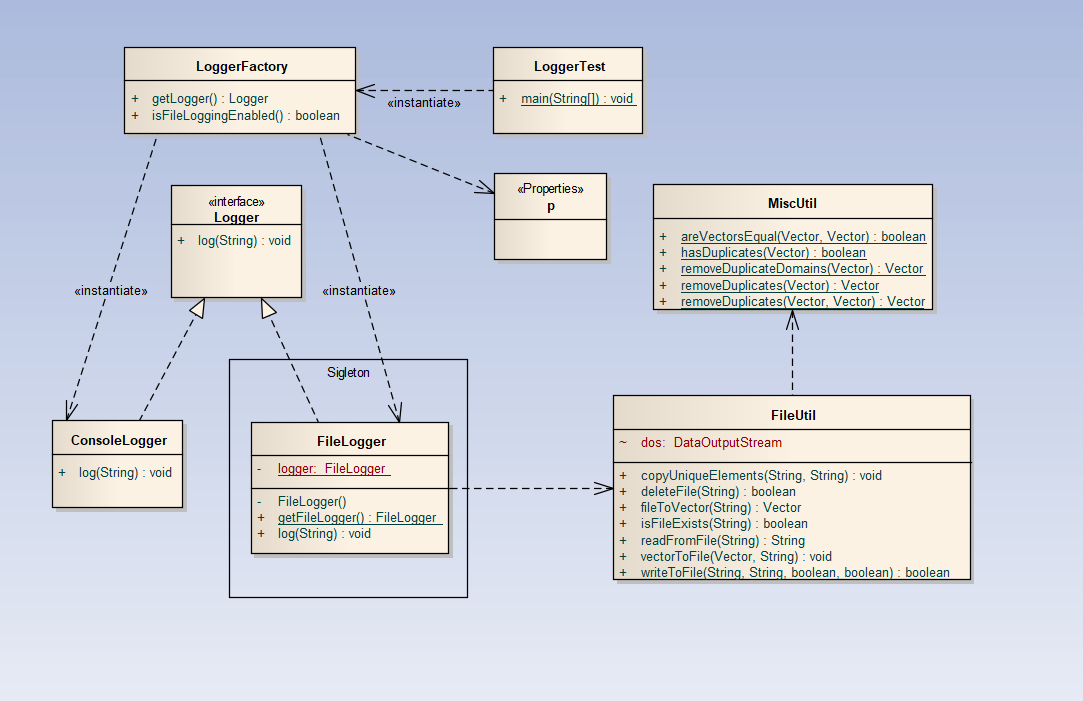 LoggerFactory
+ getLogger() : Logger
+ isFileLoggingEnabled() : boolean
LoggerTest
+ main(String[]) : void
«instantiate»
«Properties»
p
«interface»
Logger
+ log(String) : void
MiscUtil
+ areVectorsEqual(Vector, Vector) : boolean
+ hasDuplicates(Vector) : boolean
+ removeDuplicateDomains(Vector) : Vector
+ removeDuplicates(Vector) : Vector
+ removeDuplicates(Vector, Vector) : Vector
«instantiate»
«instantiate»
Sigleton
ConsoleLogger
+ log(String) : void
FileLogger
- logger: FileLogger
- FileLogger()
+ getFileLogger() : FileLogger
+ log(String) : void
FileUtil
~ dos: DataOutputStream
+ copyUniqueElements(String, String) : void
+ deleteFile(String) : boolean
+ fileToVector(String) : Vector
+ isFileExists(String) : boolean
+ readFromFile(String) : String
+ vectorToFile(Vector, String) : void
+ writeToFile(String, String, boolean, boolean) : boolean